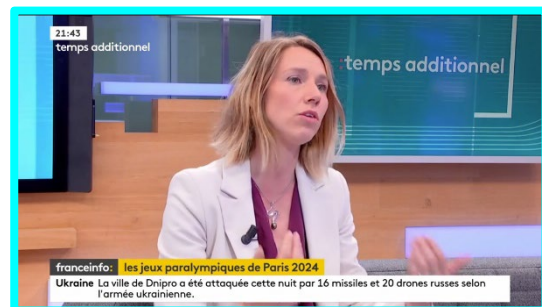 21:43
temps additionnel
temps additionnel
franceinfo: les jeux paralympiques de Paris 2024
Ukraine La ville de Dnipro a été attaquée cette nuit par 16 missiles et 20 drones russes selon
l'armée ukrainienne.